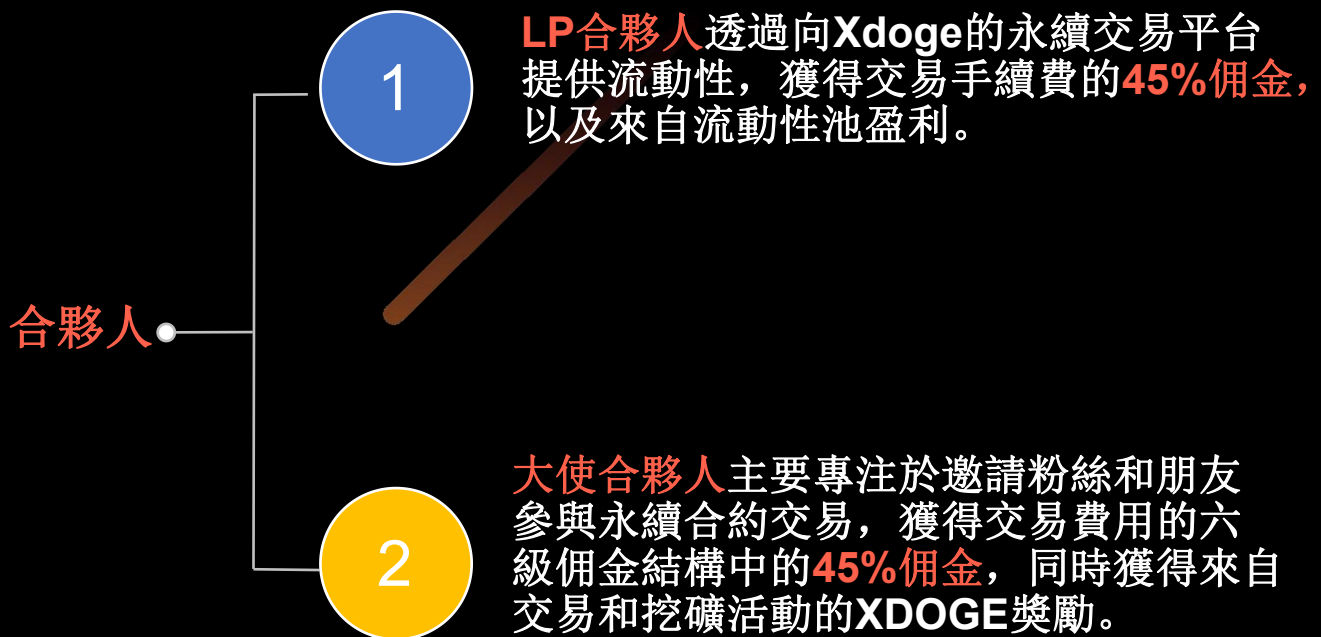 1
LP合夥人透過向Xdoge的永續交易平台
提供流動性，獲得交易手續費的45%佣金，
以及來自流動性池盈利。
合夥人
2
大使合夥人主要專注於邀請粉絲和朋友
參與永續合約交易，獲得交易費用的六
級佣金結構中的45%佣金，同時獲得來自
交易和挖礦活動的XDOGE獎勵。